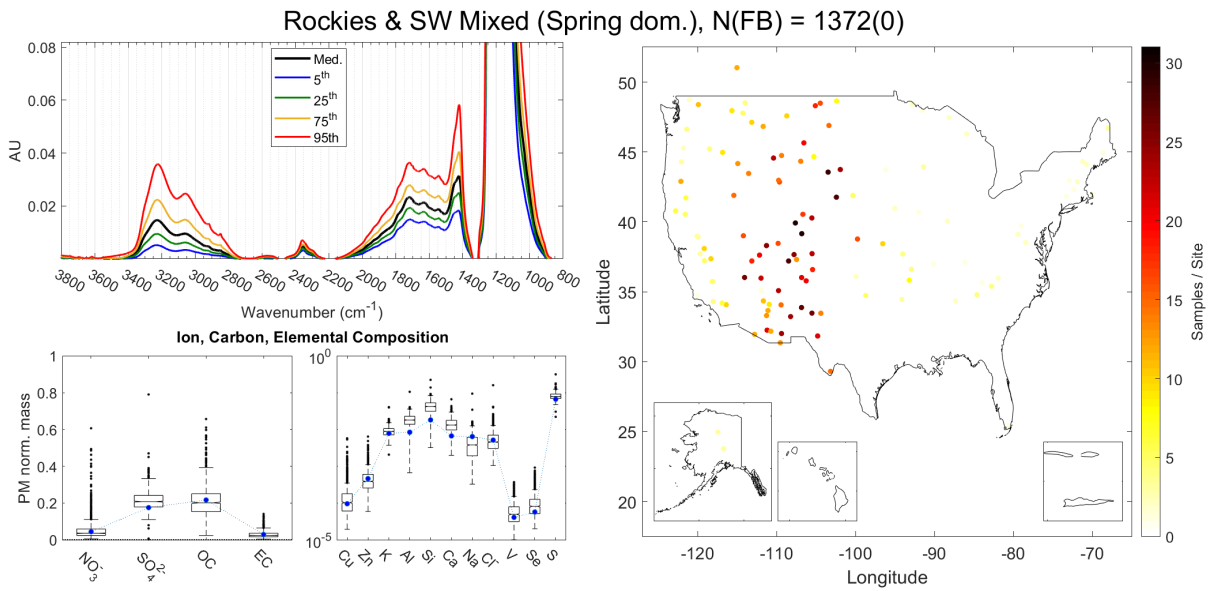 Rockies & SW Mixed (Spring dom.), N(FB) = 1372(0)
0.08
0.06
0.04
0.02
AU
Med.
5th
25th
75th
95th
3800
3600
3400
3200
3000
2800
2600
2400
2200
2000
1800
1600
1400
1200
1000
800
Wavenumber (cm-1)
Ion, Carbon, Elemental Composition
1
0.8
0.6
0.4
0.2
0
PM norm. mass
NO3-
SO42-
OC
EC
100
10-5
Cu
Zn
K
Al
Si
Ca
Na
Cl-
V
Se
S
50
45
40
35
30
25
20
Latitude
-120
-110
-100
-90
-80
-70
Longitude
30
25
20
15
10
5
0
Samples / Site